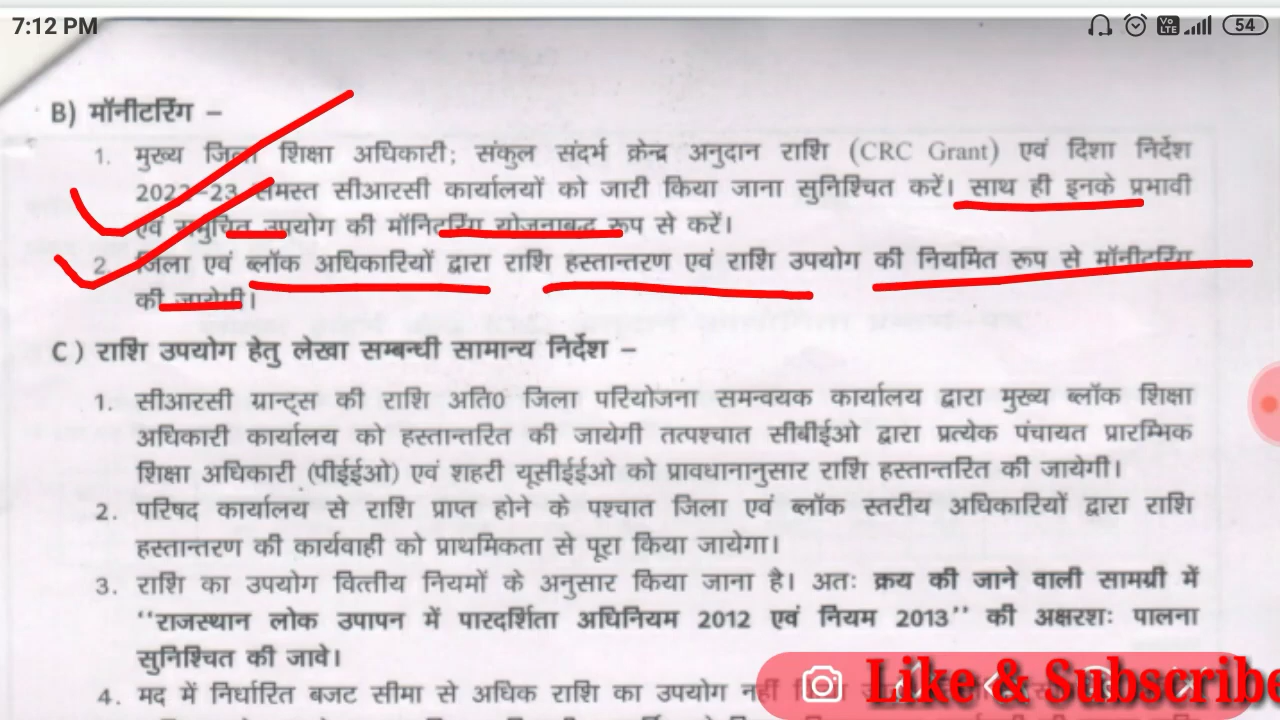 7:12 PM
Vo LTE
54
B) मॉनीटरिंग –
1. मुख्य जिला शिक्षा अधिकारी; संकुल संदर्भ क्रेन्द्र अनुदान राशि (CRC Grant) एवं दिशा निर्देश
2022-23 समस्त सीआरसी कार्यालयों को जारी किया जाना सुनिश्चित करें। साथ ही इनके प्रभावी
एवं समुचित उपयोग की मॉनिटरिंग योजनाबद्ध रूप से करें।
2. जिला एवं ब्लॉक अधिकारियों द्वारा राशि हस्तान्तरण एवं राशि उपयोग की नियमित रूप से मॉनीटरिंग
की जायेगी।
C ) राशि उपयोग हेतु लेखा सम्बन्धी सामान्य निर्देश –
1. सीआरसी ग्रान्ट्स की राशि अति0 जिला परियोजना समन्वयक कार्यालय द्वारा मुख्य ब्लॉक शिक्षा
अधिकारी कार्यालय को हस्तान्तरित की जायेगी तत्पश्चात सीबीईओ द्वारा प्रत्येक पंचायत प्रारम्भिक
शिक्षा अधिकारी (पीईईओ) एवं शहरी यूसीईईओ को प्रावधानानुसार राशि हस्तान्तरित की जायेगी।
2. परिषद कार्यालय से राशि प्राप्त होने के पश्चात जिला एवं ब्लॉक स्तरीय अधिकारियों द्वारा राशि
हस्तान्तरण की कार्यवाही को प्राथमिकता से पूरा किया जायेगा।
3. राशि का उपयोग वित्तीय नियमों के अनुसार किया जाना है। अतः क्रय की जाने वाली सामग्री में
‘‘राजस्थान लोक उपापन में पारदर्शिता अधिनियम 2012 एवं नियम 2013’’ की अक्षरशः पालना
सुनिश्चित की जावे।
4. मद में निर्धारित बजट सीमा से अधिक राशि का उपयोग नहीं
Like & Subscribe